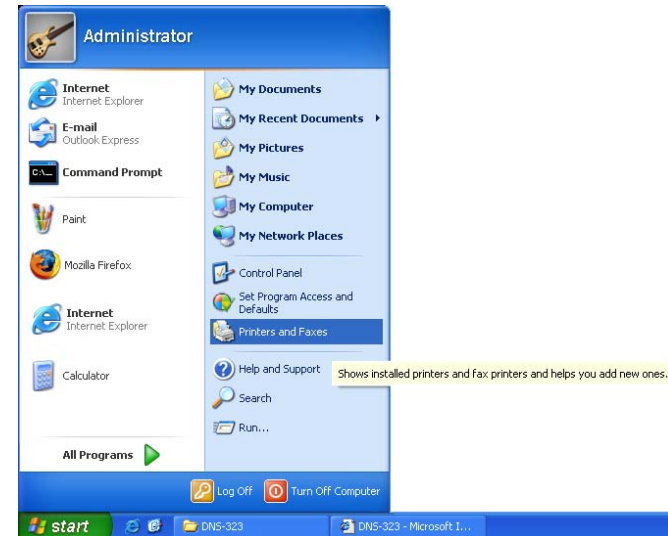 Administrator
Internet
Internet Explorer
E-mail
Outlook Express
Command Prompt
Paint
Mozilla Firefox
Internet
Internet Explorer
Calculator
All Programs
My Documents
My Recent Documents
My Pictures
My Music
My Computer
My Network Places
Control Panel
Set Program Access and
Defaults
Printers and Faxes
Help and Support
Shows installed printers and fax printers and helps you add new ones.
Search
Run...
Log Off
Turn Off Computer
start
DNS-323
DNS-323 - Microsoft I...